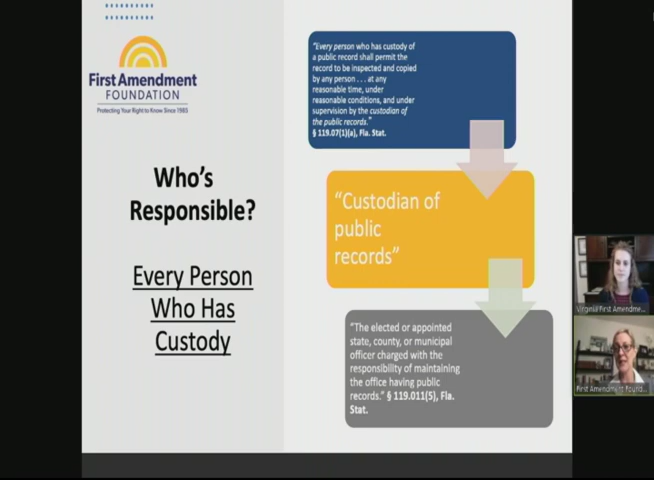 First Amendment
FOUNDATION
Protecting Your Right to Know Since 1985
Who's
Responsible?
Every Person
Who Has
Custody
"Every person who has custody of
a public record shall permit the
record to be inspected and copied
by any person . . . at any
reasonable time, under
reasonable conditions, and under
supervision by the custodian of
the public records."
§ 119.07(1)(a), Fla. Stat.
"Custodian of
public
records"
"The elected or appointed
state, county, or municipal
officer charged with the
responsibility of maintaining
the office having public
records." § 119.011(5), Fla.
Stat.
Virginia First Amendme...
First Amendment Found...